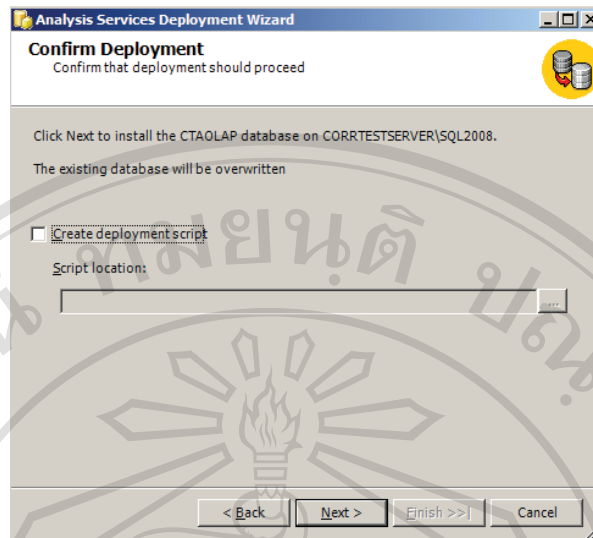 Analysis Services Deployment Wizard
Confirm Deployment
Confirm that deployment should proceed
Click Next to install the CTAOLAP database on CORRTESTSERVER\SQL2008.
The existing database will be overwritten
Create deployment script
Script location:
...
< Back
Next >
Finish >>|
Cancel